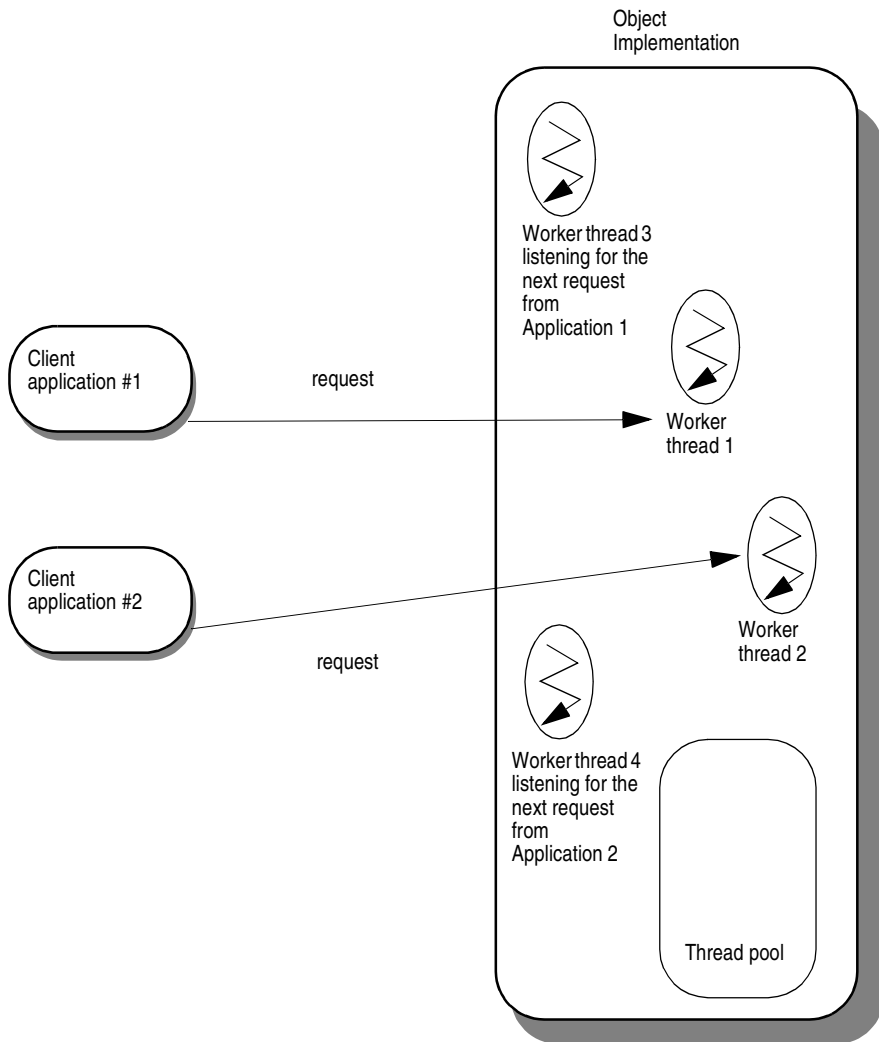 Object
Implementation
Worker thread 3
listening for the
next request
from
Application 1
Client
application #1
request
Worker
thread 1
Client
application #2
request
Worker
thread 2
Worker thread 4
listening for the
next request
from
Application 2
Thread pool